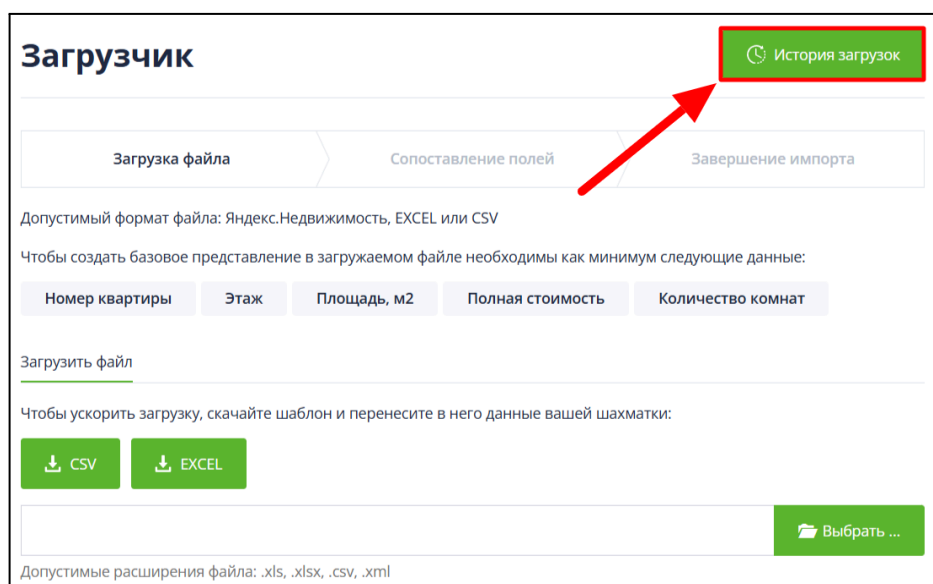 Загрузчик
История загрузок
Загрузка файла
Сопоставление полей
Завершение импорта
Допустимый формат файла: Яндекс.Недвижимость, EXCEL или CSV
Чтобы создать базовое представление в загружаемом файле необходимы как минимум следующие данные:
Номер квартиры
Этаж
Площадь, м2
Полная стоимость
Количество комнат
Загрузить файл
Чтобы ускорить загрузку, скачайте шаблон и перенесите в него данные вашей шахматки:
CSV
EXCEL
Выбрать ...
Допустимые расширения файла: .xls, .xlsx, .csv, .xml